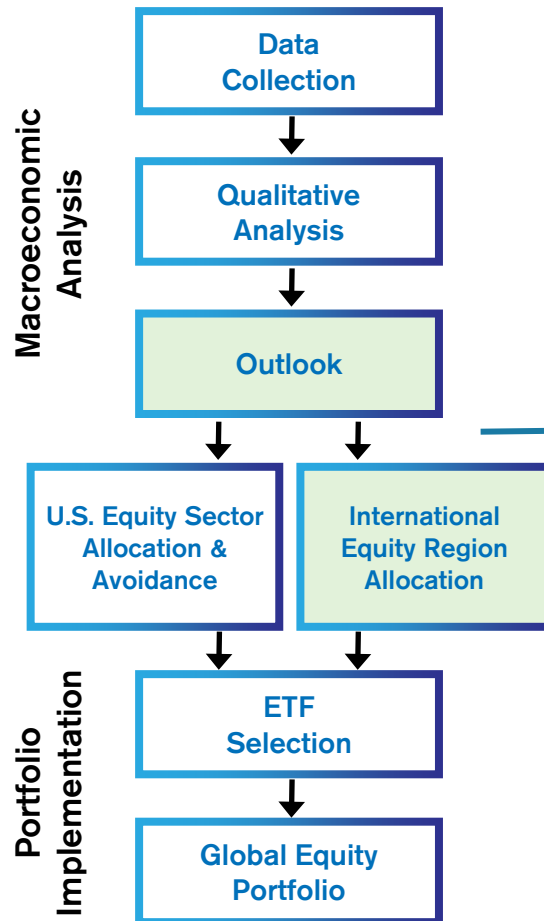 Macroeconomic
Analysis
Data
Collection
Qualitative
Analysis
Outlook
U.S. Equity Sector
Allocation &
Avoidance
International
Equity Region
Allocation
Portfolio
Implementation
ETF
Selection
Global Equity
Portfolio